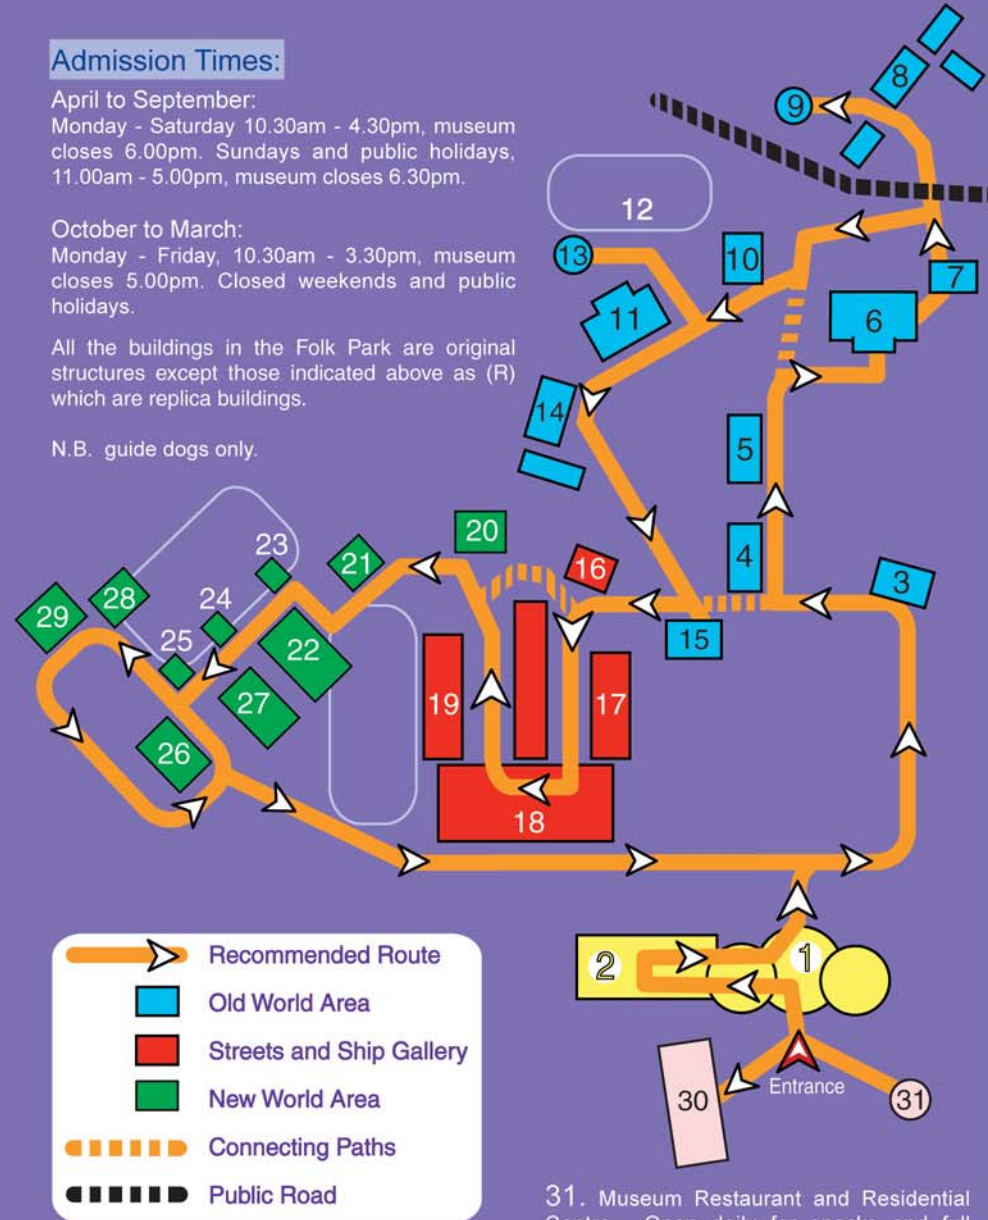 Admission Times:
April to September:
Monday - Saturday 10.30am - 4.30pm, museum
closes 6.00pm. Sundays and public holidays,
11.00am - 5.00pm, museum closes 6.30pm.
October to March:
Monday - Friday, 10.30am - 3.30pm, museum
closes 5.00pm. Closed weekends and public
holidays.
All the buildings in the Folk Park are original
structures except those indicated above as (R)
which are replica buildings.
N.B. guide dogs only.
8
9
12
10
13
7
11
6
14
5
20
23
16
4
21
3
28
24
29
25
15
22
27
19
17
26
18
2
1
Entrance
30
31
Recommended Route
Old World Area
Streets and Ship Gallery
New World Area
Connecting Paths
Public Road
31. Museum Restaurant and Residential